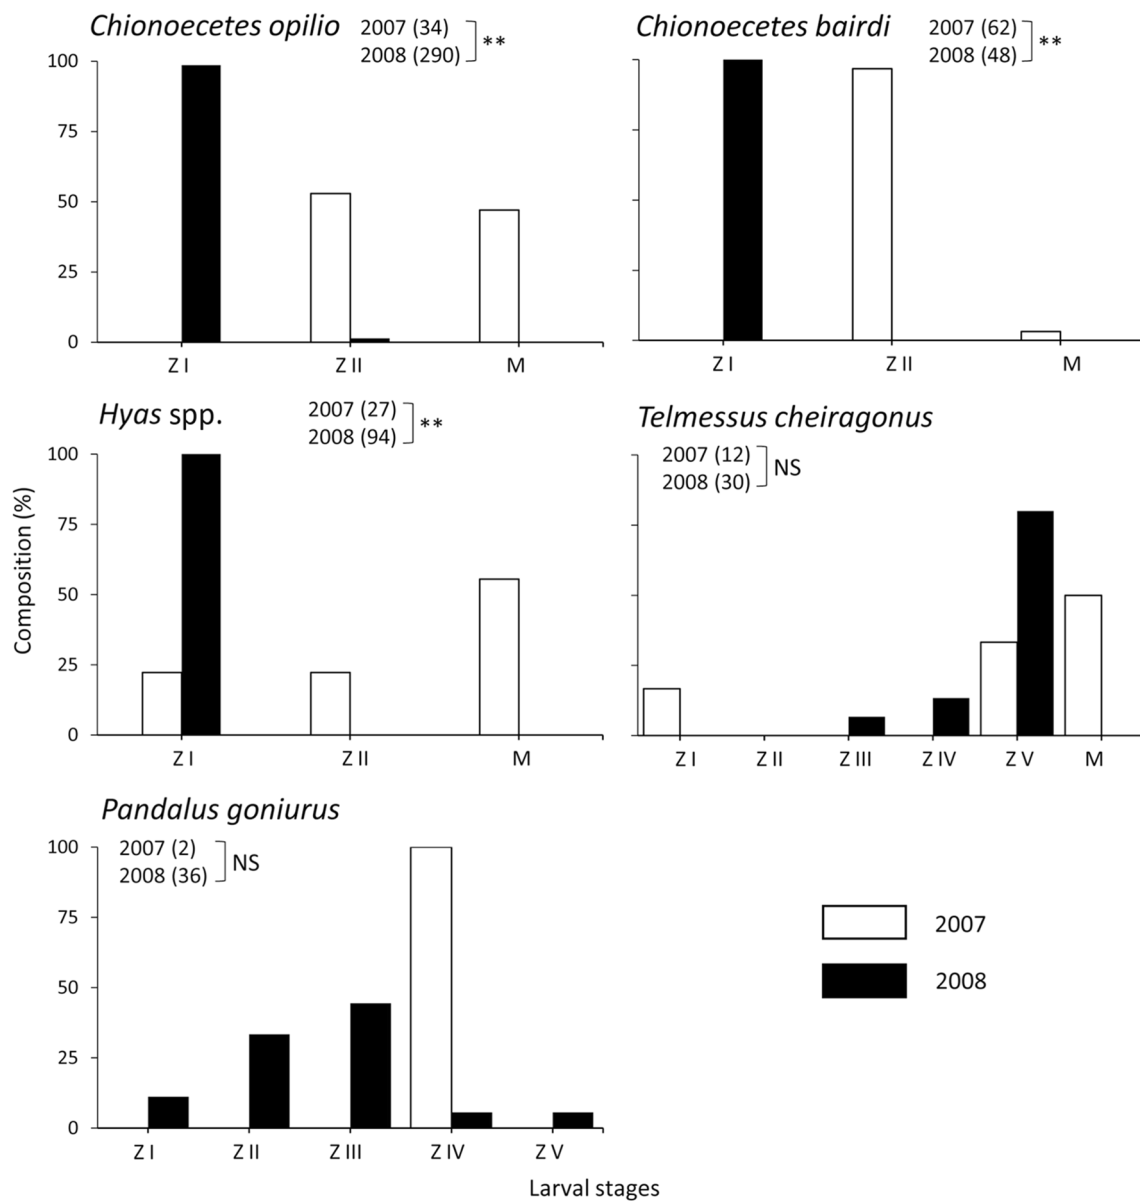 Chionoecetes opilio
2007 (34)
2008 (290)
**
100
75
50
25
0
Z I
Z II
M
Chionoecetes bairdi
2007 (62)
2008 (48)
**
Z I
Z II
M
Hyas spp.
2007 (27)
2008 (94)
**
Composition (%)
100
75
50
25
0
Z I
Z II
M
Telmessus cheiragonus
2007 (12)
2008 (30)
NS
Z I
Z II
Z III
Z IV
Z V
M
Pandalus goniurus
2007 (2)
2008 (36)
NS
100
75
50
25
0
Z I
Z II
Z III
Z IV
Z V
2007
2008
Larval stages